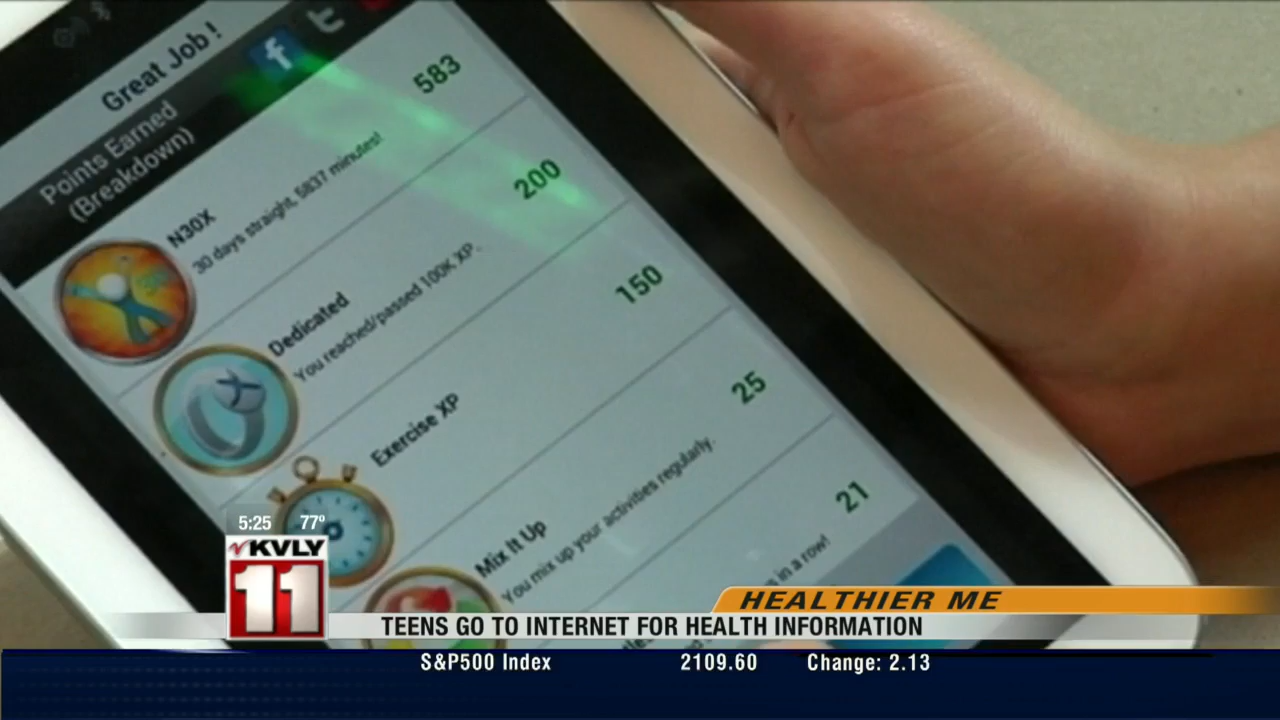 Great Job!
Points Earned
(Breakdown)
N30X
30 days straight, 5837 minutes!
583
Dedicated
You reached/passed 100K XP.
200
Exercise XP
150
Mix It Up
You mix up your activities regularly.
25
in a row!
21
5:25 77°
KVLY
11
HEALTHIER ME
TEENS GO TO INTERNET FOR HEALTH INFORMATION
S&P500 Index 2109.60 Change: 2.13